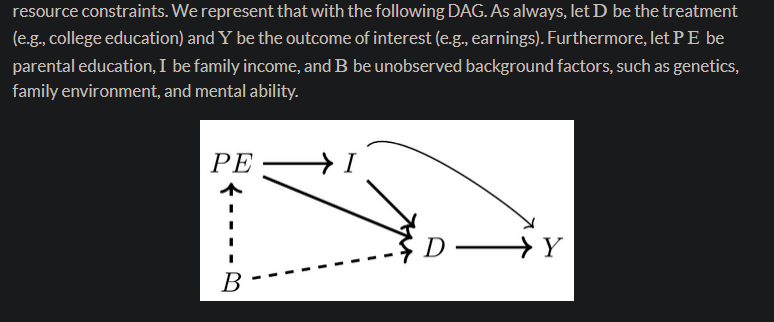 resource constraints. We represent that with the following DAG. As always, let D be the treatment
(e.g., college education) and Y be the outcome of interest (e.g., earnings). Furthermore, let P E be
parental education, I be family income, and B be unobserved background factors, such as genetics,
family environment, and mental ability.
PE I
D Y
B